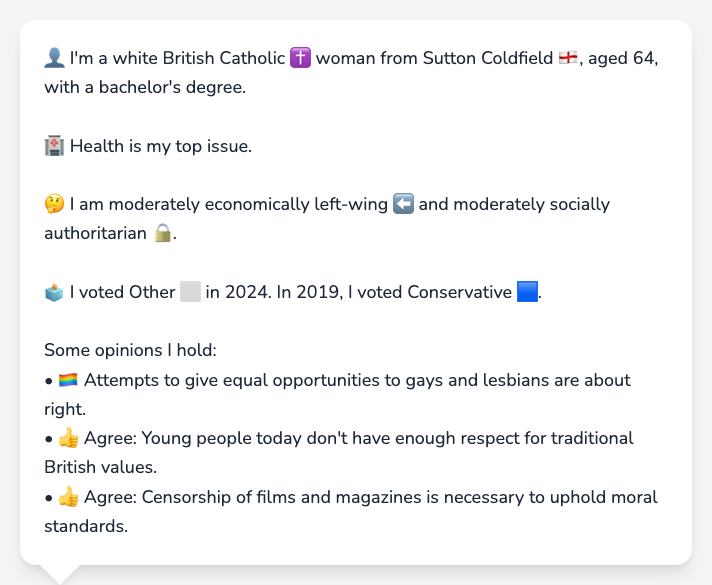 👤 I'm a white British Catholic ✝️ woman from Sutton Coldfield 🏴󠁧󠁢󠁥󠁮󠁧󠁿, aged 64,
with a bachelor's degree.
🏥 Health is my top issue.
🤔 I am moderately economically left-wing ⬅️ and moderately socially
authoritarian 🔒.
🗳️ I voted Other ⬜ in 2024. In 2019, I voted Conservative 🟦.
Some opinions I hold:
• 🏳️‍🌈 Attempts to give equal opportunities to gays and lesbians are about
right.
• 👍 Agree: Young people today don't have enough respect for traditional
British values.
• 👍 Agree: Censorship of films and magazines is necessary to uphold moral
standards.